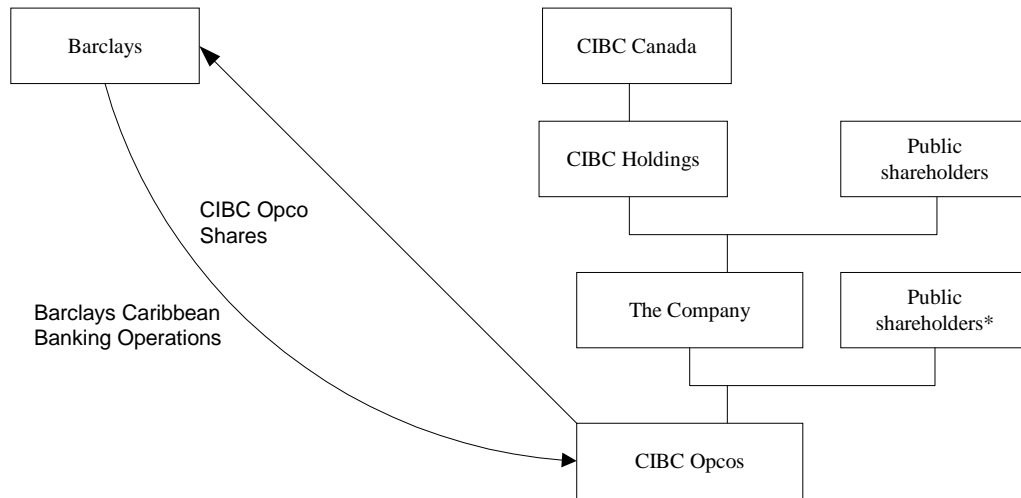 Barclays
CIBC Canada
CIBC Holdings
Public
shareholders
CIBC Opco
Shares
Barclays Caribbean
Banking Operations
The Company
Public
shareholders*
CIBC Opcos